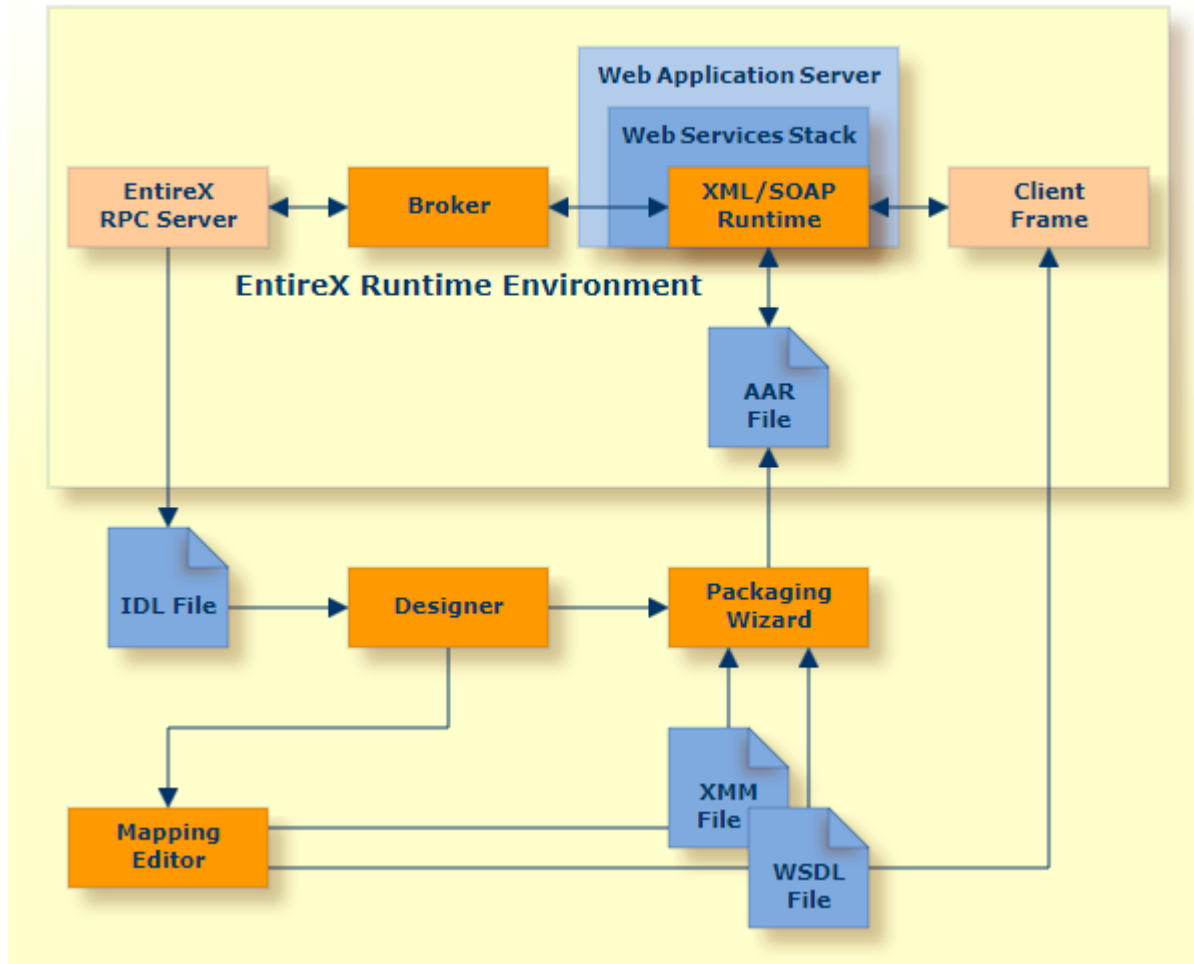 Web Application Server
Web Services Stack
EntireX
RPC Server
Broker
XML/SOAP
Runtime
Client
Frame
EntireX Runtime Environment
AAR
File
IDL File
Designer
Packaging
Wizard
XMM
File
Mapping
Editor
WSDL
File